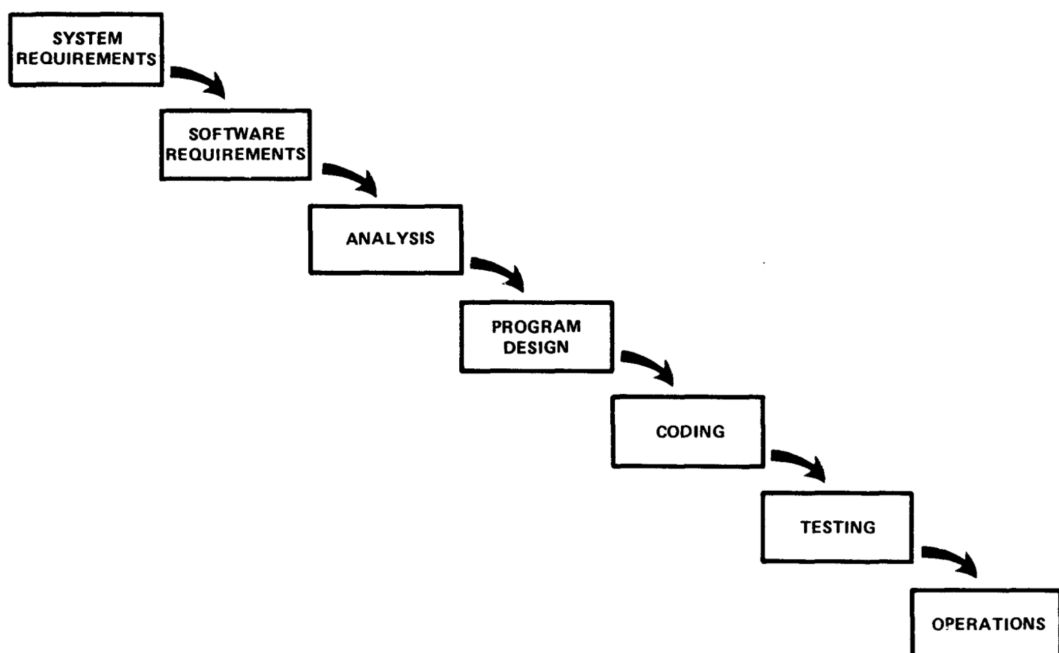 SYSTEM
REQUIREMENTS
SOFTWARE
REQUIREMENTS
ANALYSIS
PROGRAM
DESIGN
CODING
TESTING
OPERATIONS